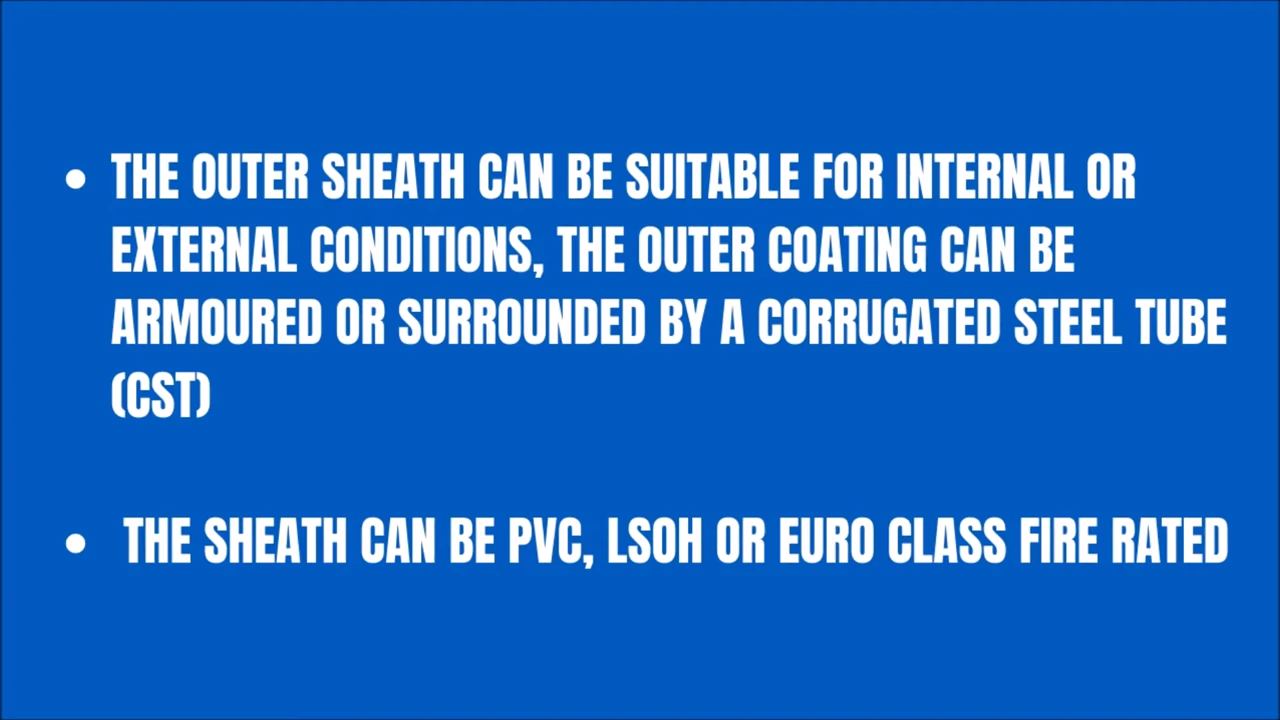 • THE OUTER SHEATH CAN BE SUITABLE FOR INTERNAL OR
EXTERNAL CONDITIONS, THE OUTER COATING CAN BE
ARMOURED OR SURROUNDED BY A CORRUGATED STEEL TUBE
(CST)
• THE SHEATH CAN BE PVC, LSOH OR EURO CLASS FIRE RATED